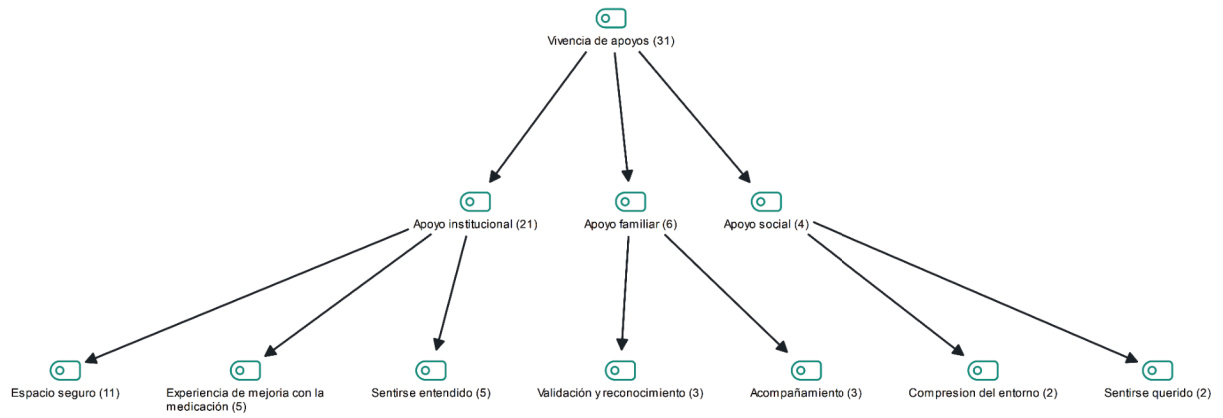 Vivencia de apoyos (31)
Apoyo institucional (21)
Apoyo familiar (6)
Apoyo social (4)
Espacio seguro (11)
Experiencia de mejoria con la
medicación (5)
Sentirse entendido (5)
Validación y reconocimiento (3)
Acompañamiento (3)
Compresion del entorno (2)
Sentirse querido (2)